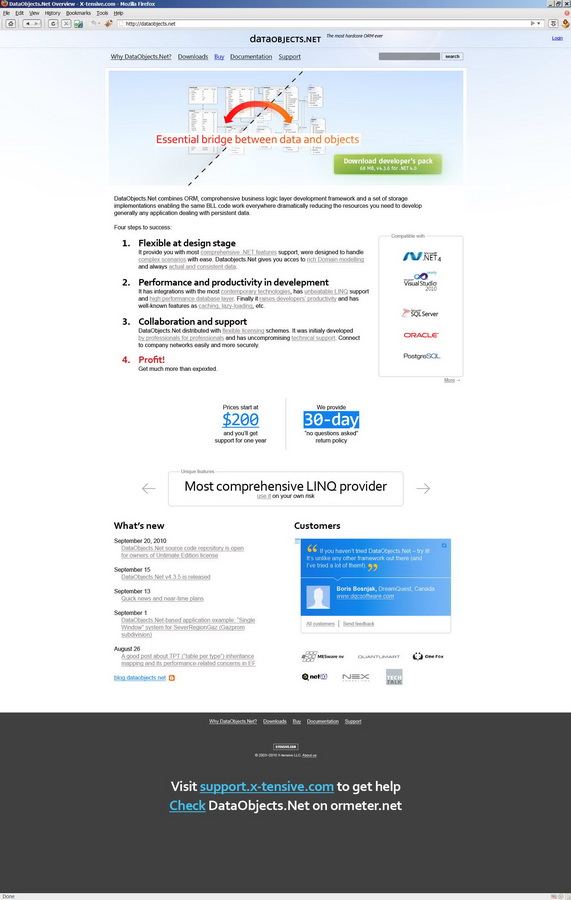 DataObjects.Net Overview - X-tensive.com - Mozilla Firefox
File Edit View History Bookmarks Tools Help
http://dataobjects.net
DATAOBJECTS.NET
The most hardcore ORM ever
Login
Why DataObjects.Net? Downloads Buy Documentation Support
search
Essential bridge between data and objects
Download developer's pack
60 MB, v4.3.6 for .NET 4.0
DataObjects.Net combines ORM, comprehensive business logic layer development framework and a set of storage
implementations enabling the same BLL code work everywhere dramatically reducing the resources you need to develop
generally any application dealing with persistent data.
Four steps to success:
1. Flexible at design stage
It provide you with most comprehensive .NET features support, were designed to handle
complex scenarios with ease. DataObjects.Net gives you acces to rich Domain modelling
and always actual and consistent data.
2. Performance and productivity in development
It has integrations with the most contemporary technologies, has unbeatable LINQ support
and high performance database layer. Finally it raises developers' productivity and has
well-known features as caching, lazy-loading, etc.
3. Collaboration and support
DataObjects.Net distributed with flexible licensing schemes. It was initialy developed
by professionals for professionals and has uncompromising technical support. Connect
to company networks easily and more securely.
4. Profit!
Get much more than expexted.
Compatible with
.NET 4
Visual Studio
2010
SQL Server
ORACLE
PostgreSQL
More →
Prices start at
$200
and you'll get
support for one year
We provide
30-day
"no questions asked"
return policy
Unique features
← Most comprehensive LINQ provider →
use it on your own risk
What's new
September 20, 2010
DataObjects.Net source code repository is open
for owners of Unlimate Edition license
September 15
DataObjects.Net v4.3.5 is released
September 13
Quick news and near-time plans
September 1
DataObjects.Net-based application example: "Single
Window" system for SeverRegionGaz (Gazprom
subdivision)
August 26
A good post about TPT ("table per type") inheritance
mapping and its performance-related concerns in EF
blog.dataobjects.net
Customers
“ If you haven't tried DataObjects.Net – try it!
It's unlike any other framework out there (and
I've tried a lot of them!). ”
Boris Bosnjak, DreamQuest, Canada
www.dqcsoftware.com
All customers | Send feedback
MESware nv QUANTUMART One Fox
netQ NEX TECH
TALK
Why DataObjects.Net? Downloads Buy Documentation Support
X-TENSIVE.COM
© 2003–2010 X-tensive LLC. About us
Visit support.x-tensive.com to get help
Check DataObjects.Net on ormeter.net
Done